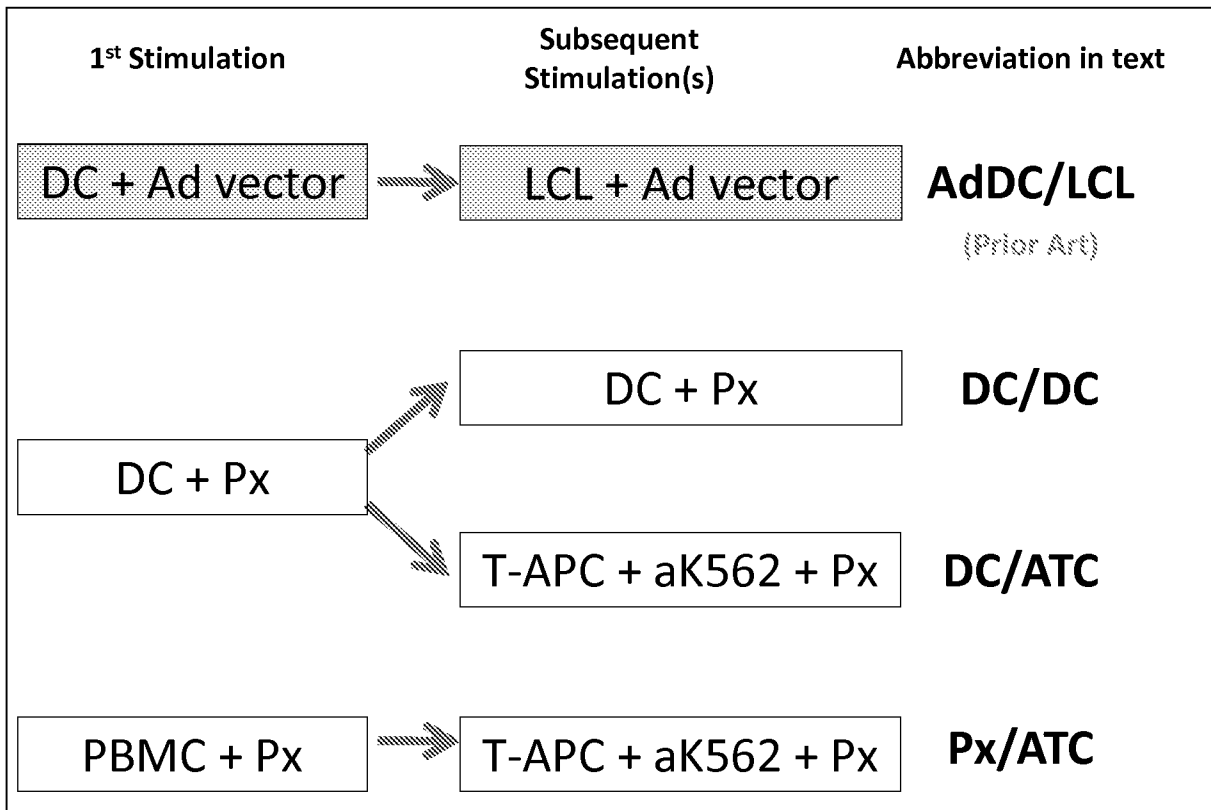 1st Stimulation
Subsequent
Stimulation(s)
Abbreviation in text
DC + Ad vector
LCL + Ad vector
AdDC/LCL
(Prior Art)
DC + Px
DC/DC
DC + Px
T-APC + aK562 + Px
DC/ATC
PBMC + Px
T-APC + aK562 + Px
Px/ATC